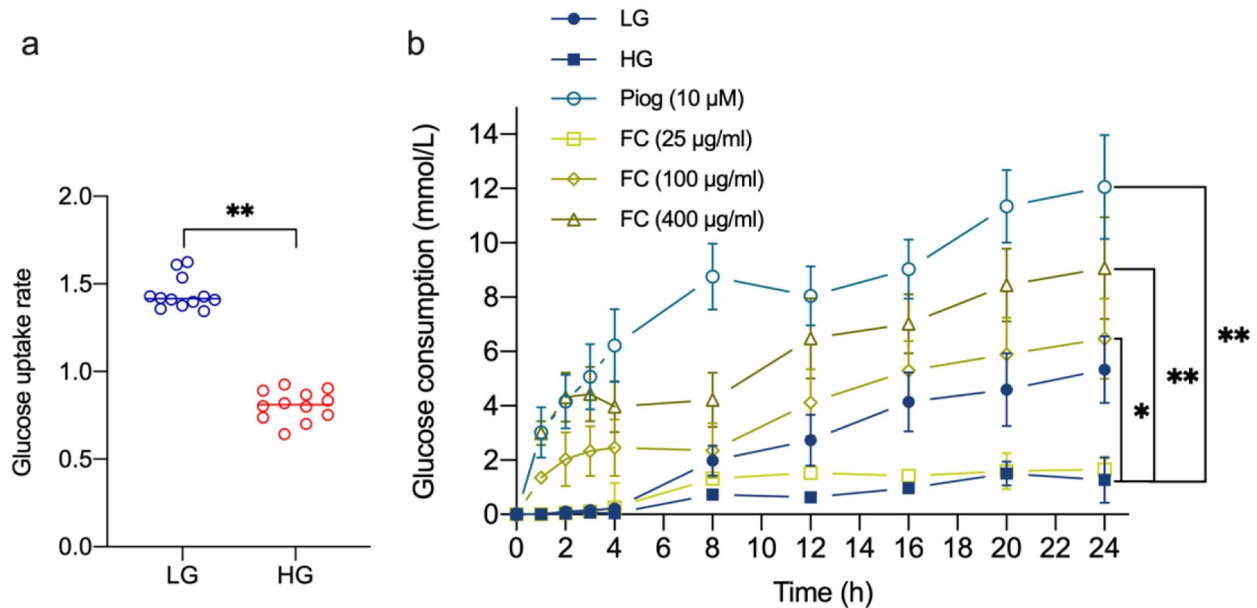 a
Glucose uptake rate
2.0
1.5
1.0
0.5
0.0
**
LG
HG
b
LG
HG
Piog (10 μM)
FC (25 μg/ml)
FC (100 μg/ml)
FC (400 μg/ml)
Glucose consumption (mmol/L)
14
12
10
8
6
4
2
0
0 2 4 6 8 10 12 14 16 18 20 22 24
Time (h)
*
**
**